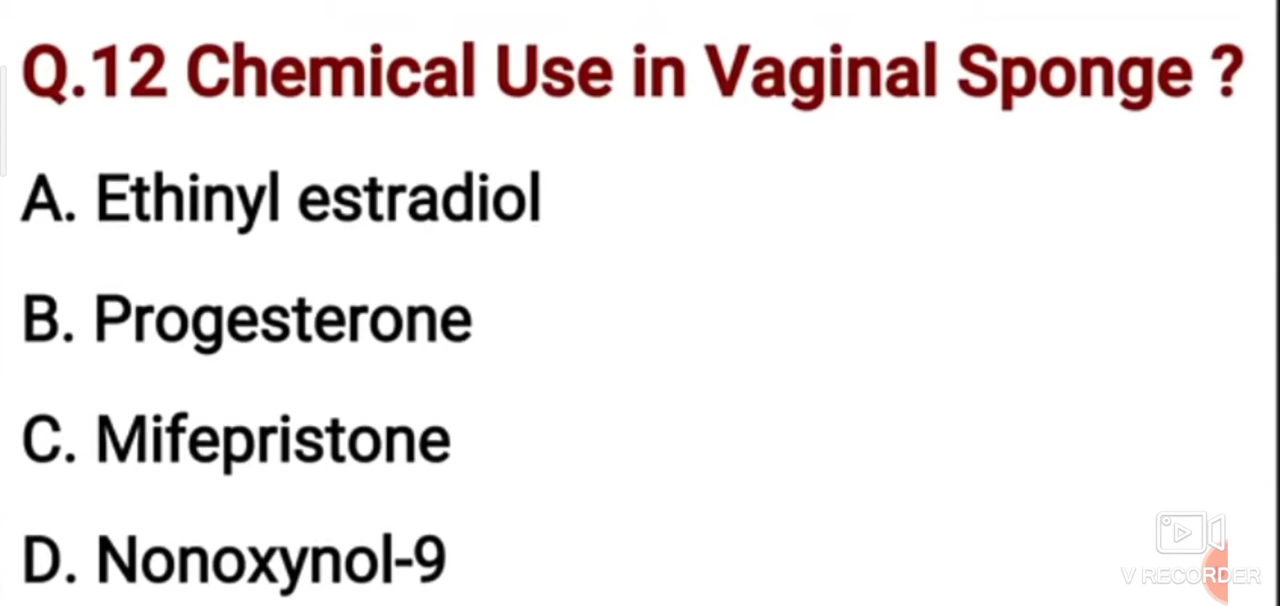 Q.12 Chemical Use in Vaginal Sponge ?
A. Ethinyl estradiol
B. Progesterone
C. Mifepristone
D. Nonoxynol-9
V RECORDER